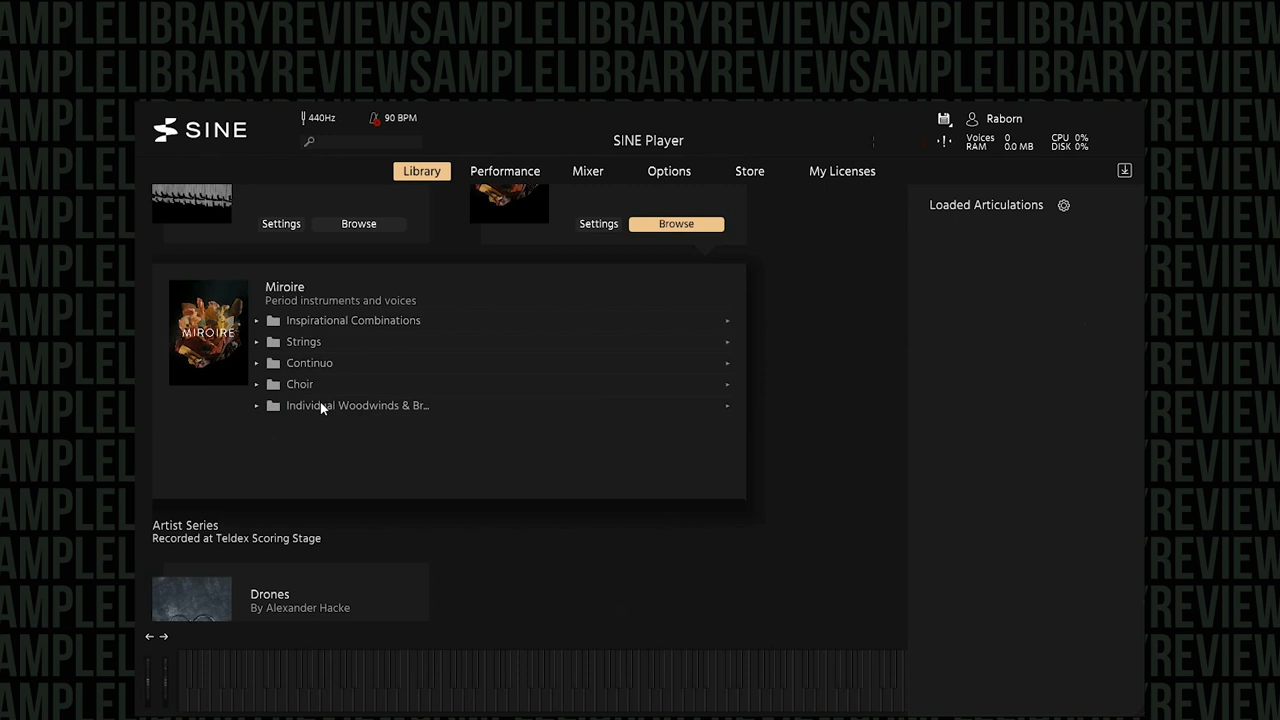 SAMPLELIBRARYREVIEWSAMPLELIBRARYREVIEWSAMPLELIBRARYREVIEW
SINE
440Hz
90 BPM
SINE Player
Raborn
Voices 0
RAM 0.0 MB
CPU 0%
DISK 0%
Library
Performance
Mixer
Options
Store
My Licenses
Settings
Browse
Settings
Browse
Loaded Articulations
MIROIRE
Miroire
Period instruments and voices
Inspirational Combinations
Strings
Continuo
Choir
Individual Woodwinds & Br...
Artist Series
Recorded at Teldex Scoring Stage
Drones
By Alexander Hacke